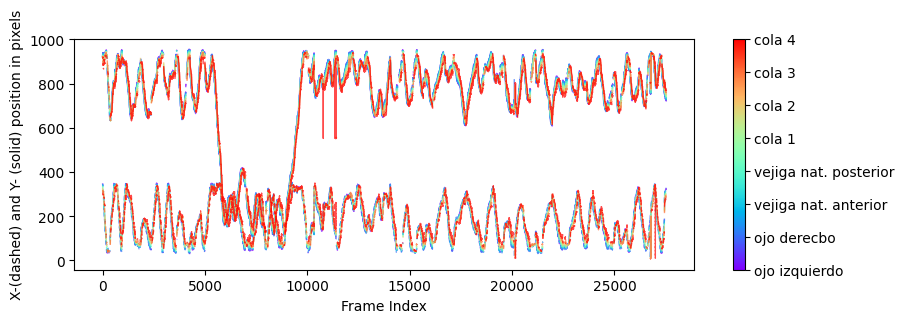 X-(dashed) and Y- (solid) position in pixels
1000
800
600
400
200
0
0
5000
10000
15000
20000
25000
Frame Index
cola 4
cola 3
cola 2
cola 1
vejiga nat. posterior
vejiga nat. anterior
ojo derecbo
ojo izquierdo